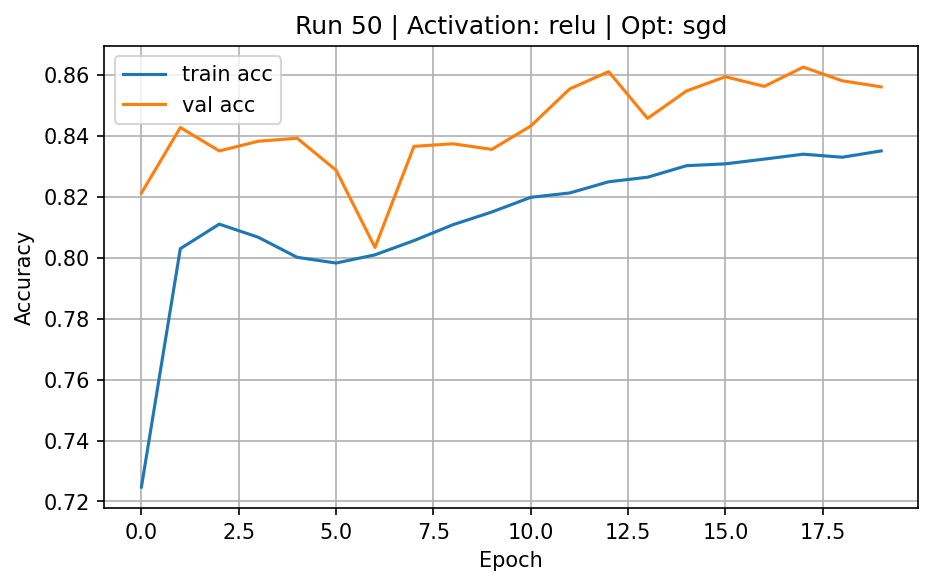 Run 50 | Activation: relu | Opt: sgd
train acc
val acc
0.86
0.84
0.82
0.80
0.78
0.76
0.74
0.72
Accuracy
0.0 2.5 5.0 7.5 10.0 12.5 15.0 17.5
Epoch